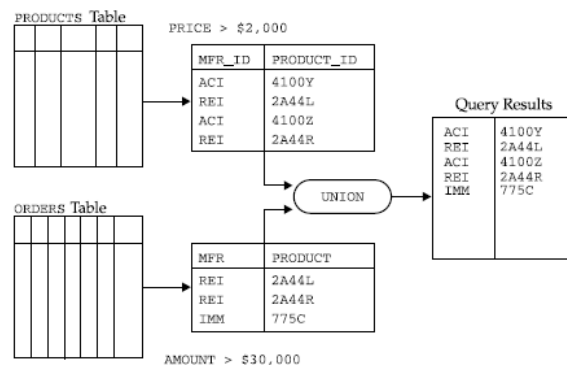 PRODUCTS Table
PRICE > $2,000
MFR_ID PRODUCT_ID
ACI 4100Y
REI 2A44L
ACI 4100Z
REI 2A44R
Query Results
ACI 4100Y
REI 2A44L
ACI 4100Z
REI 2A44R
IMM 775C
UNION
ORDERS Table
MFR PRODUCT
REI 2A44L
REI 2A44R
IMM 775C
AMOUNT > $30,000